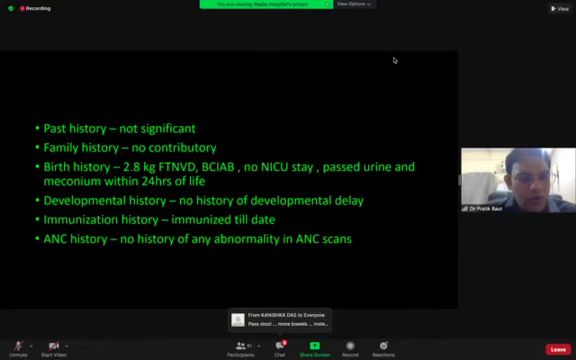 Recording
You are viewing Wadia Hospital's screen
View Options
View
• Past history – not significant
• Family history – no contributory
• Birth history – 2.8 kg FTNVD, BCIAB , no NICU stay, passed urine and
meconium within 24hrs of life
• Developmental history – no history of developmental delay
• Immunization history – immunized till date
• ANC history – no history of any abnormality in ANC scans
Dr Pratik Raut
From KANISHKA DAS to Everyone
Pass stool ... move bowels ... inste...
Unmute
Start Video
Participants
Chat
Share Screen
Record
Reactions
Leave